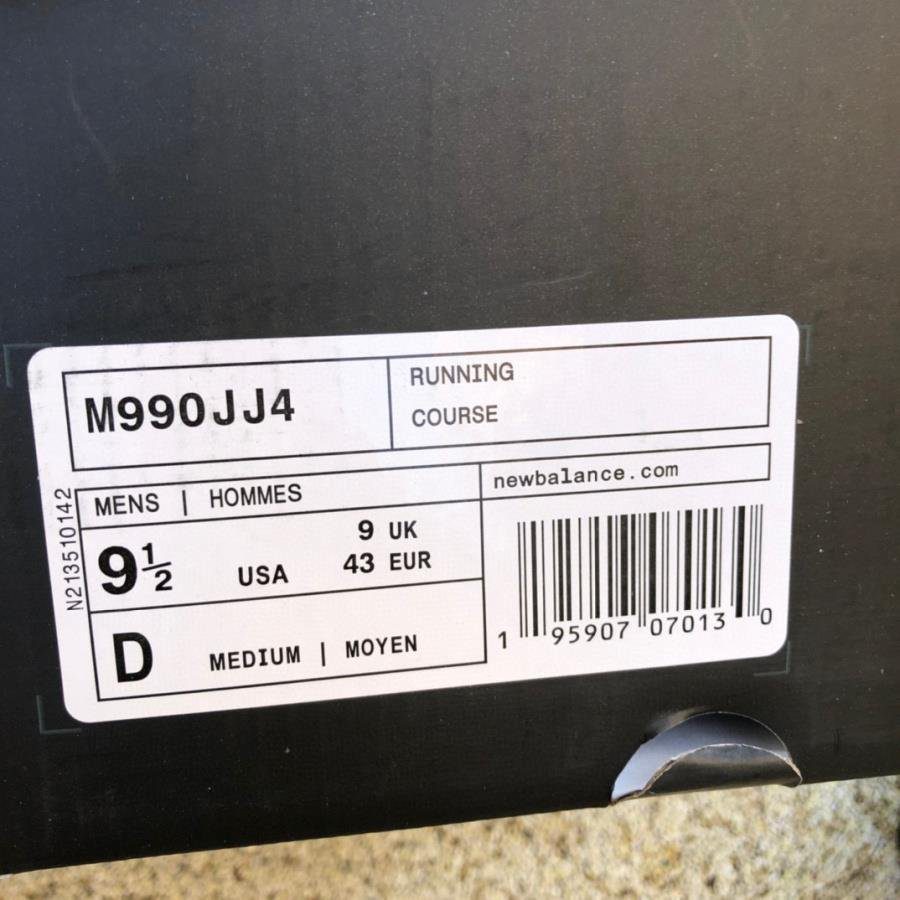 M990JJ4
RUNNING
COURSE
MENS | HOMMES
newbalance.com
9½ USA
9 UK
43 EUR
D MEDIUM | MOYEN
1 95907 07013 0
N213510142